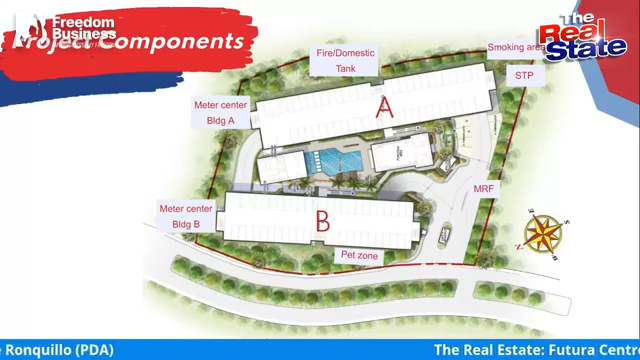 Freedom
Business
Project Components
The
Real
State
Fire/Domestic
Tank
Smoking area
STP
Meter center
Bldg A
A
MRF
Meter center
Bldg B
B
Pet zone
E
S
N
W
e Ronquillo (PDA)
The Real Estate: Futura Centro